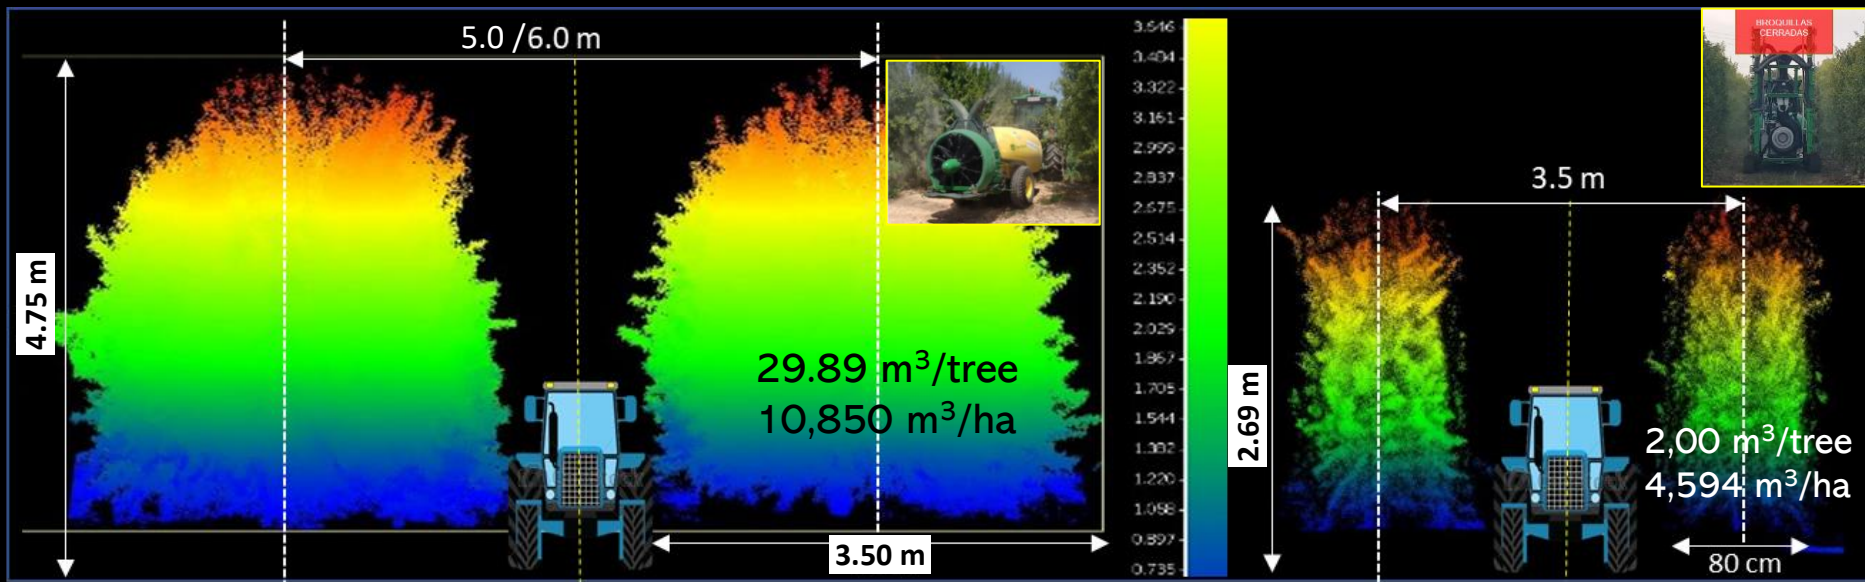 5.0 /6.0 m
4.75 m
29.89 m³/tree
10,850 m³/ha
3.50 m
3.646
3.484
3.322
3.161
2.999
2.837
2.675
2.514
2.352
2.190
2.029
1.867
1.705
1.544
1.382
1.220
1.058
0.897
0.735
BROQUILLAS
CERRADAS
3.5 m
2.69 m
2,00 m³/tree
4,594 m³/ha
80 cm